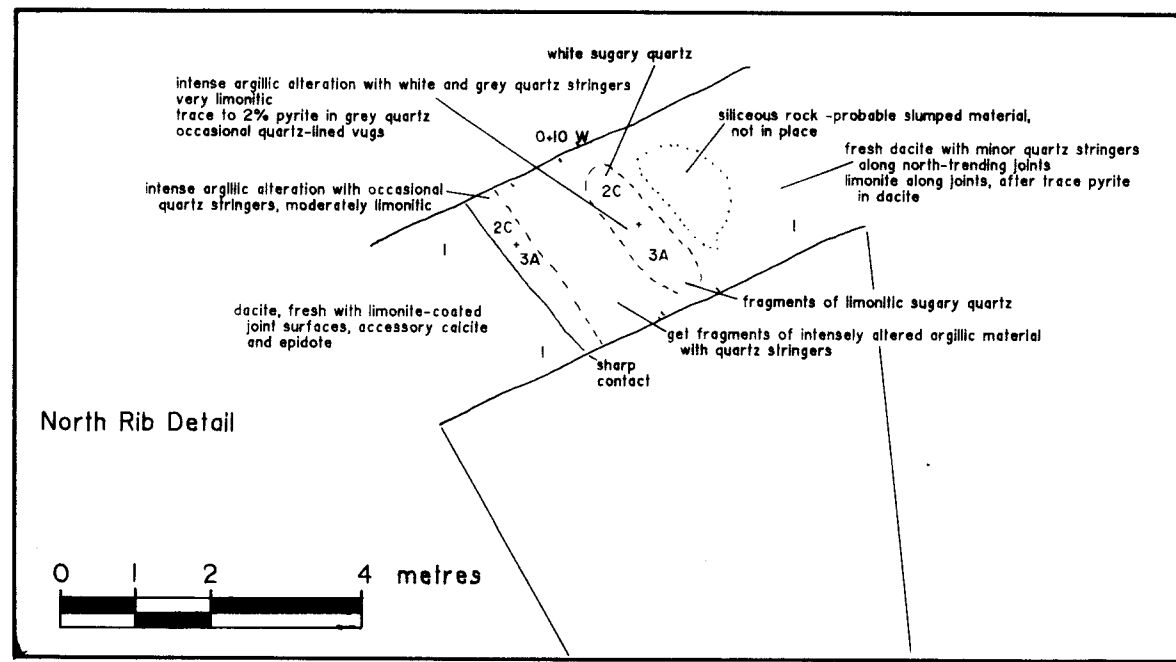 white sugary quartz
intense argillic alteration with white and grey quartz stringers
very limonitic
trace to 2% pyrite in grey quartz
occasional quartz-lined vugs
siliceous rock - probable slumped material,
not in place
0+10 W
fresh dacite with minor quartz stringers
along north-trending joints
limonite along joints, after trace pyrite
in dacite
intense argillic alteration with occasional
quartz stringers, moderately limonitic
2C
2C
+
+
3A
3A
1
1
dacite, fresh with limonite-coated
joint surfaces, accessory calcite
and epidote
fragments of limonitic sugary quartz
get fragments of intensely altered argillic material
with quartz stringers
1
sharp
contact
North Rib Detail
0 1 2 4 metres